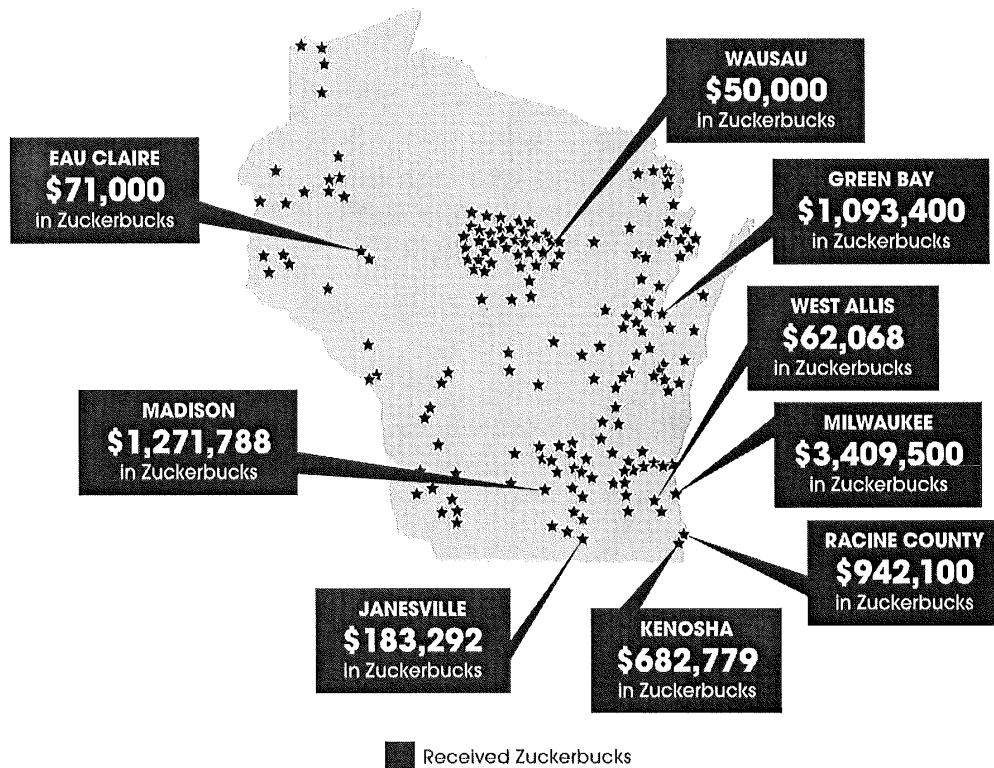 WAUSAU
$50,000
in Zuckerbucks
EAU CLAIRE
$71,000
in Zuckerbucks
GREEN BAY
$1,093,400
in Zuckerbucks
WEST ALLIS
$62,068
in Zuckerbucks
MADISON
$1,271,788
in Zuckerbucks
MILWAUKEE
$3,409,500
in Zuckerbucks
RACINE COUNTY
$942,100
in Zuckerbucks
JANESVILLE
$183,292
in Zuckerbucks
KENOSHA
$682,779
in Zuckerbucks
Received Zuckerbucks